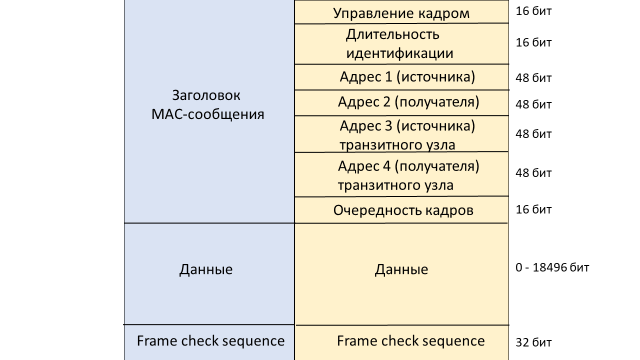 Управление кадром
16 бит
Длительность
идентификации
16 бит
Адрес 1 (источника)
48 бит
Адрес 2 (получателя)
48 бит
Адрес 3 (источника)
транзитного узла
48 бит
Адрес 4 (получателя)
транзитного узла
48 бит
Очередность кадров
16 бит
Заголовок
MAC-сообщения
Данные
Данные
0 - 18496 бит
Frame check sequence
Frame check sequence
32 бит